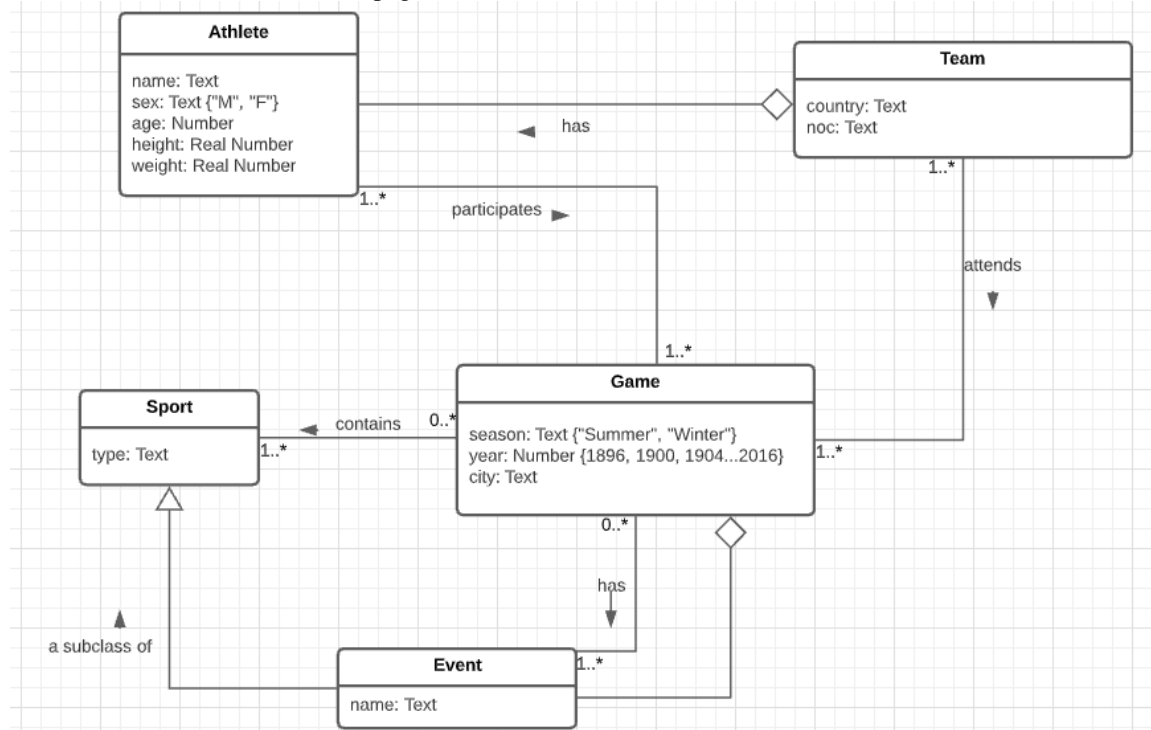 Athlete
name: Text
sex: Text {"M", "F"}
age: Number
height: Real Number
weight: Real Number
Team
country: Text
noc: Text
has
1..*
1..*
participates
attends
1..*
Game
season: Text {"Summer", "Winter"}
year: Number {1896, 1900, 1904...2016}
city: Text
Sport
type: Text
contains
0..*
1..*
1..*
0..*
has
a subclass of
1..*
Event
name: Text